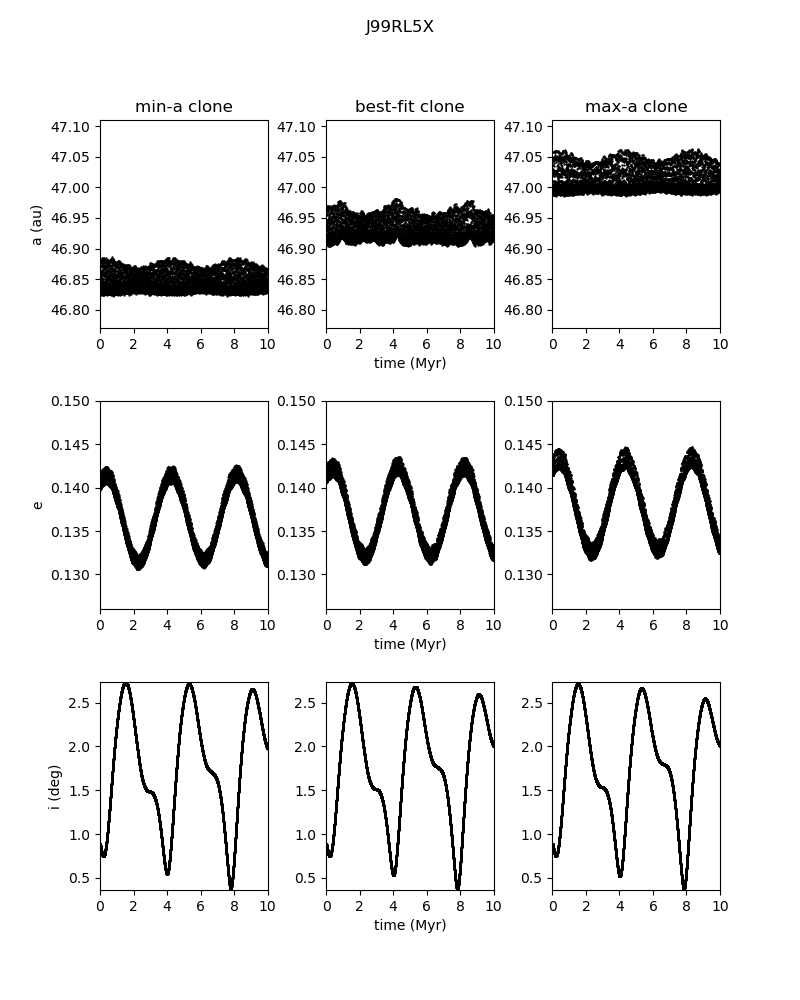 J99RL5X
min-a clone best-fit clone max-a clone
47.10 47.10 47.10
47.05 47.05 47.05
47.00 47.00 47.00
46.95 46.95 46.95
46.90 46.90 46.90
46.85 46.85 46.85
46.80 46.80 46.80
a (au)
0 2 4 6 8 10 0 2 4 6 8 10 0 2 4 6 8 10
time (Myr)
0.150 0.150 0.150
0.145 0.145 0.145
0.140 0.140 0.140
0.135 0.135 0.135
0.130 0.130 0.130
e
0 2 4 6 8 10 0 2 4 6 8 10 0 2 4 6 8 10
time (Myr)
2.5 2.5 2.5
2.0 2.0 2.0
1.5 1.5 1.5
1.0 1.0 1.0
0.5 0.5 0.5
i (deg)
0 2 4 6 8 10 0 2 4 6 8 10 0 2 4 6 8 10
time (Myr)